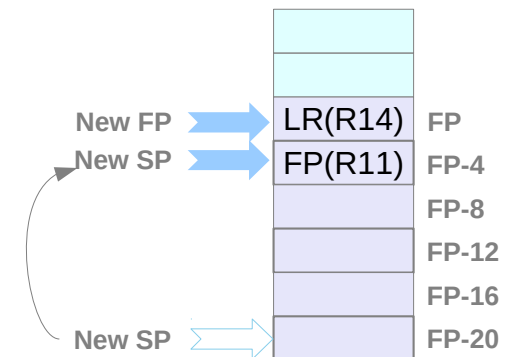 New FP LR(R14) FP
New SP FP(R11) FP-4
FP-8
FP-12
FP-16
New SP FP-20